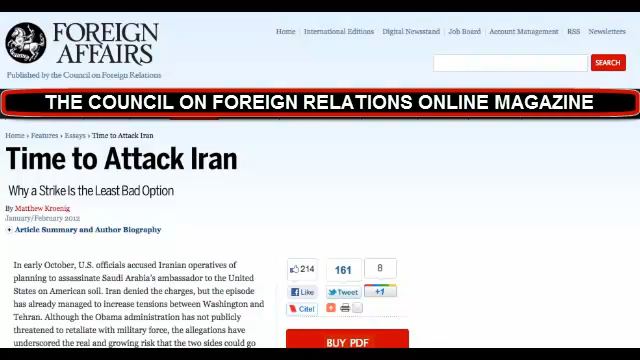 FOREIGN
AFFAIRS
Published by the Council on Foreign Relations
Home International Editions Digital Newsstand Job Board Account Management RSS Newsletters
SEARCH
THE COUNCIL ON FOREIGN RELATIONS ONLINE MAGAZINE
Home › Features › Essays › Time to Attack Iran
Time to Attack Iran
Why a Strike Is the Least Bad Option
By Matthew Kroenig
January/February 2012
Article Summary and Author Biography
In early October, U.S. officials accused Iranian operatives of
planning to assassinate Saudi Arabia's ambassador to the United
States on American soil. Iran denied the charges, but the episode
has already managed to increase tensions between Washington and
Tehran. Although the Obama administration has not publicly
threatened to retaliate with military force, the allegations have
underscored the real and growing risk that the two sides could go
214 161 8
Like Tweet +1
Cite!
BUY PDF